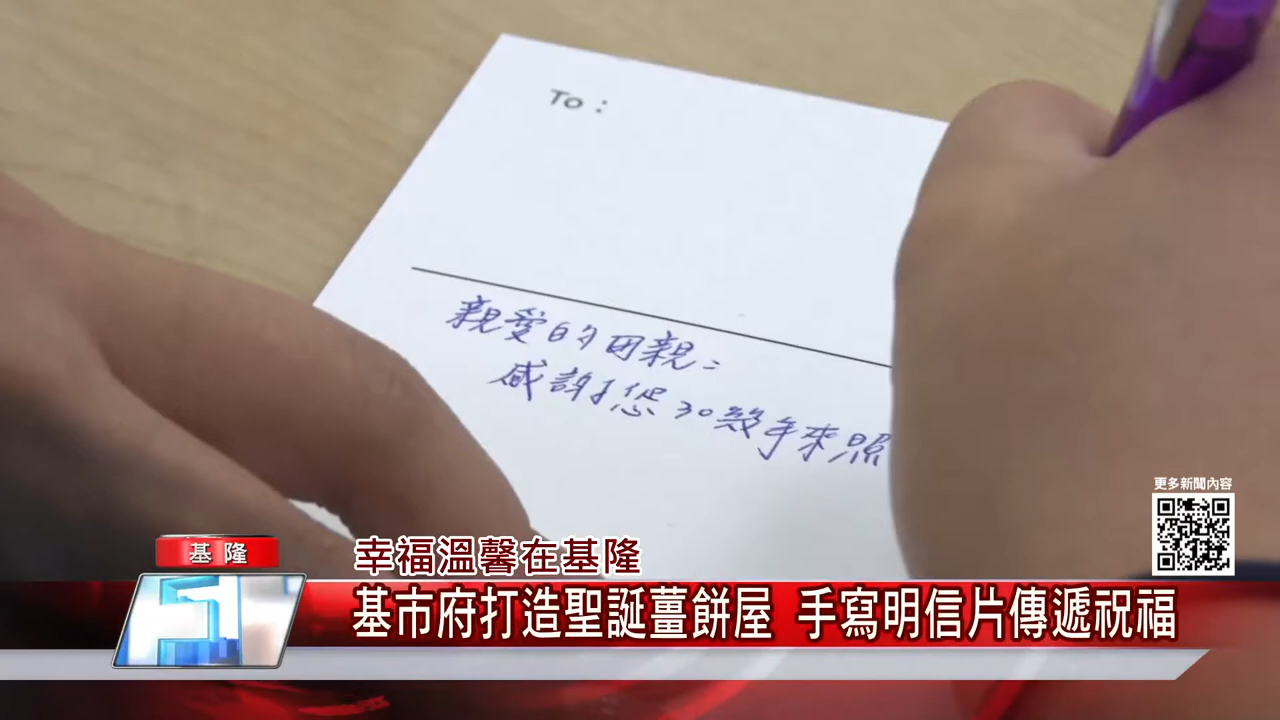 To：
親愛的母親：
感謝您30幾年來照
更多新聞內容
基隆
幸福溫馨在基隆
基市府打造聖誕薑餅屋 手寫明信片傳遞祝福